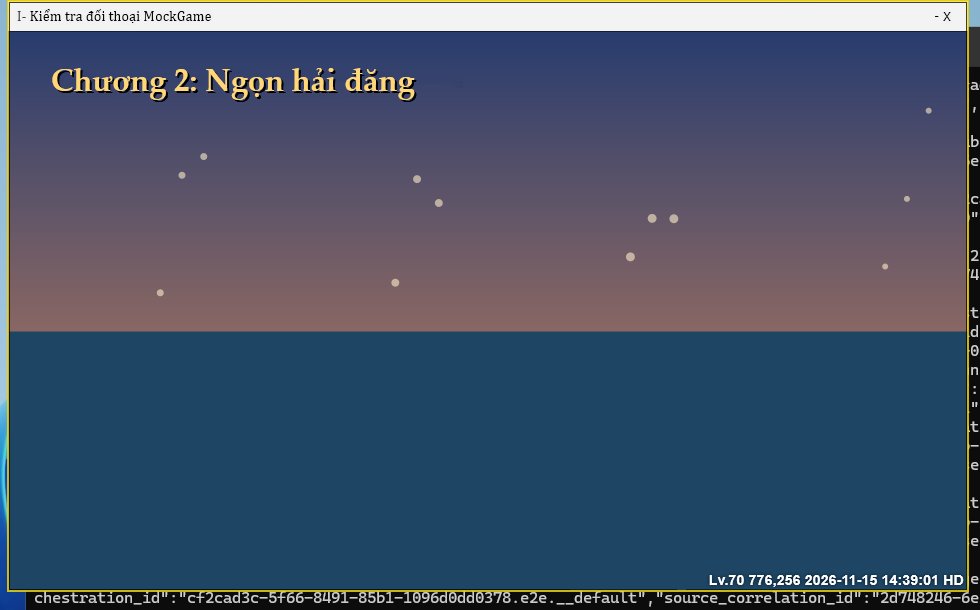 I- Kiểm tra đối thoại MockGame - X
Chương 2: Ngọn hải đăng
Lv.70 776,256 2026-11-15 14:39:01 HD
chestration_id":"cf2cad3c-5f66-8491-85b1-1096d0dd0378.e2e.__default","source_correlation_id":"2d748246-6